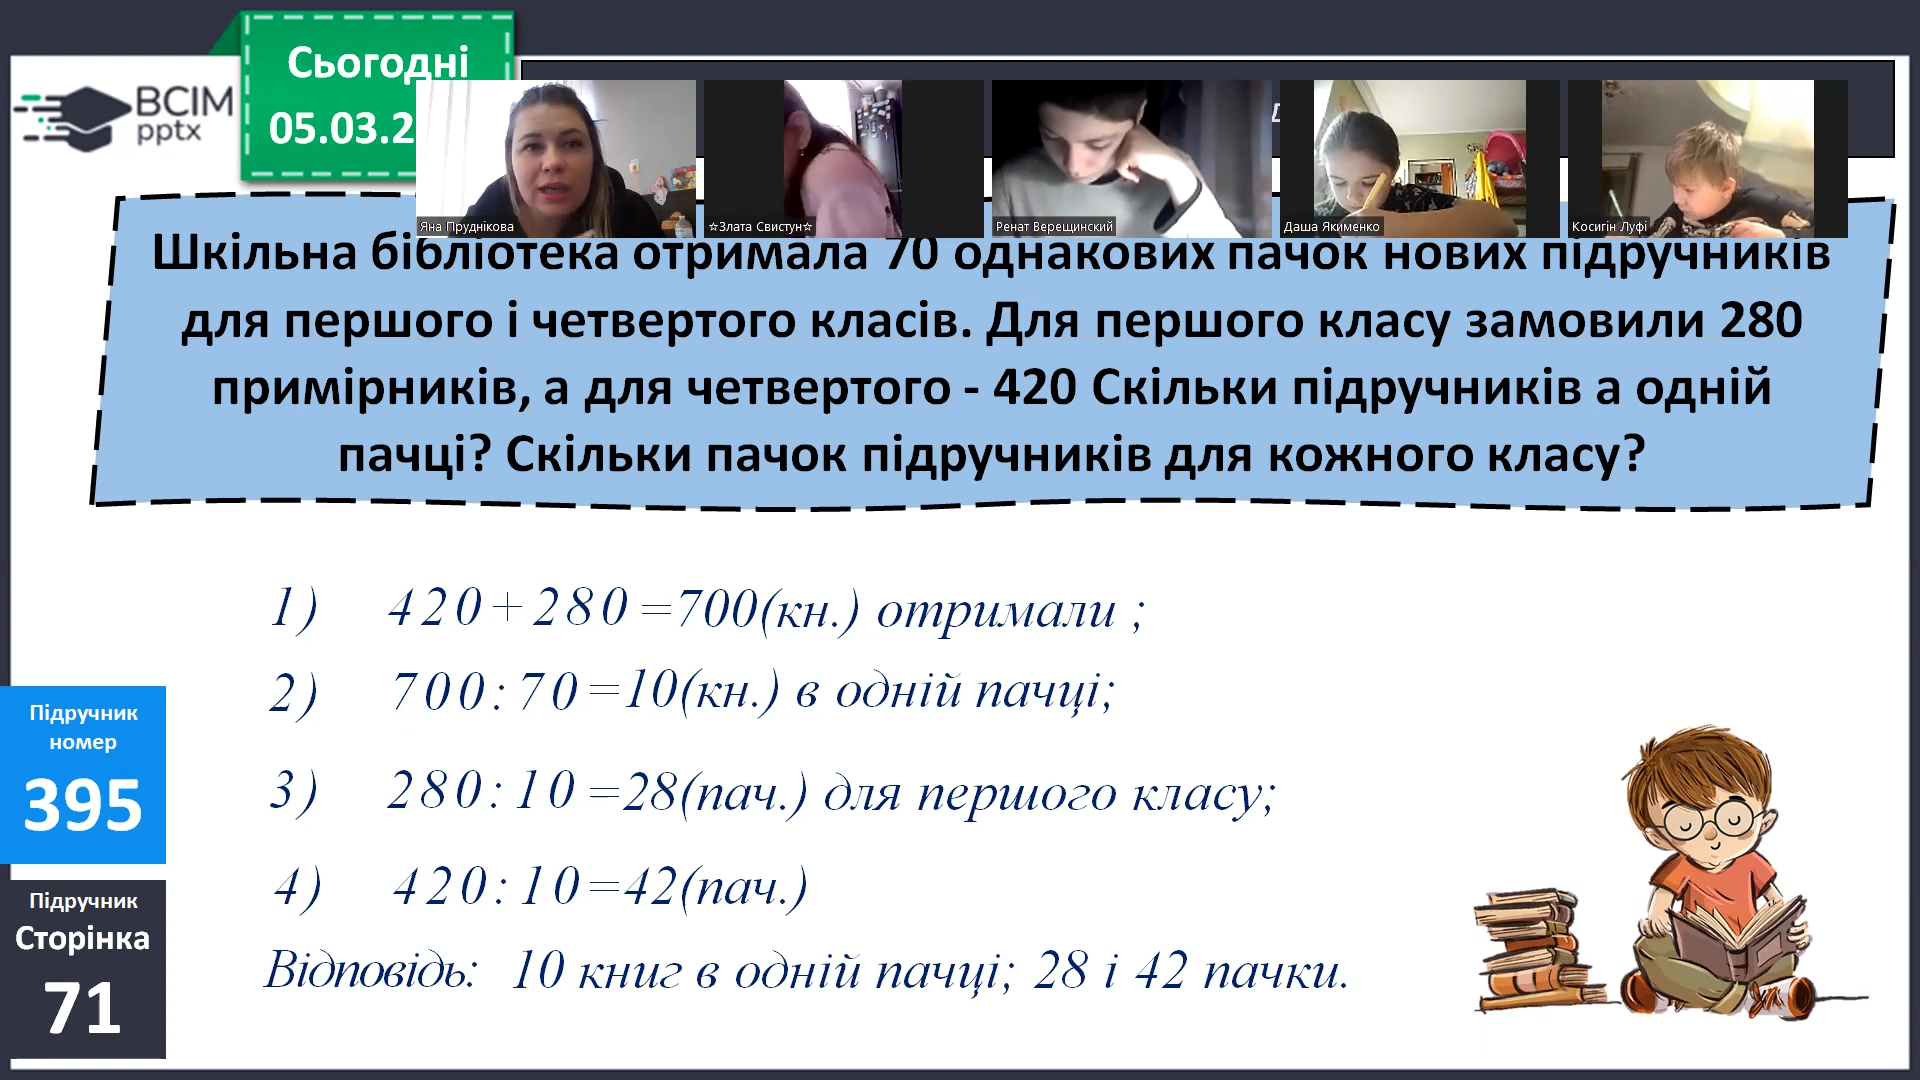 Сьогодні
05.03.2
BCIM
pptx
Яна Пруднікова
☆Злата Свистун☆
Ренат Верещинский
Даша Якименко
Косигін Луфі
Шкільна бібліотека отримала 70 однакових пачок нових підручників
для першого і четвертого класів. Для першого класу замовили 280
примірників, а для четвертого - 420 Скільки підручників а одній
пачці? Скільки пачок підручників для кожного класу?
1) 420+280=700(кн.) отримали ;
2) 700:70=10(кн.) в одній пачці;
3) 280:10=28(пач.) для першого класу;
4) 420:10=42(пач.)
Відповідь: 10 книг в одній пачці; 28 і 42 пачки.
Підручник
номер
395
Підручник
Сторінка
71